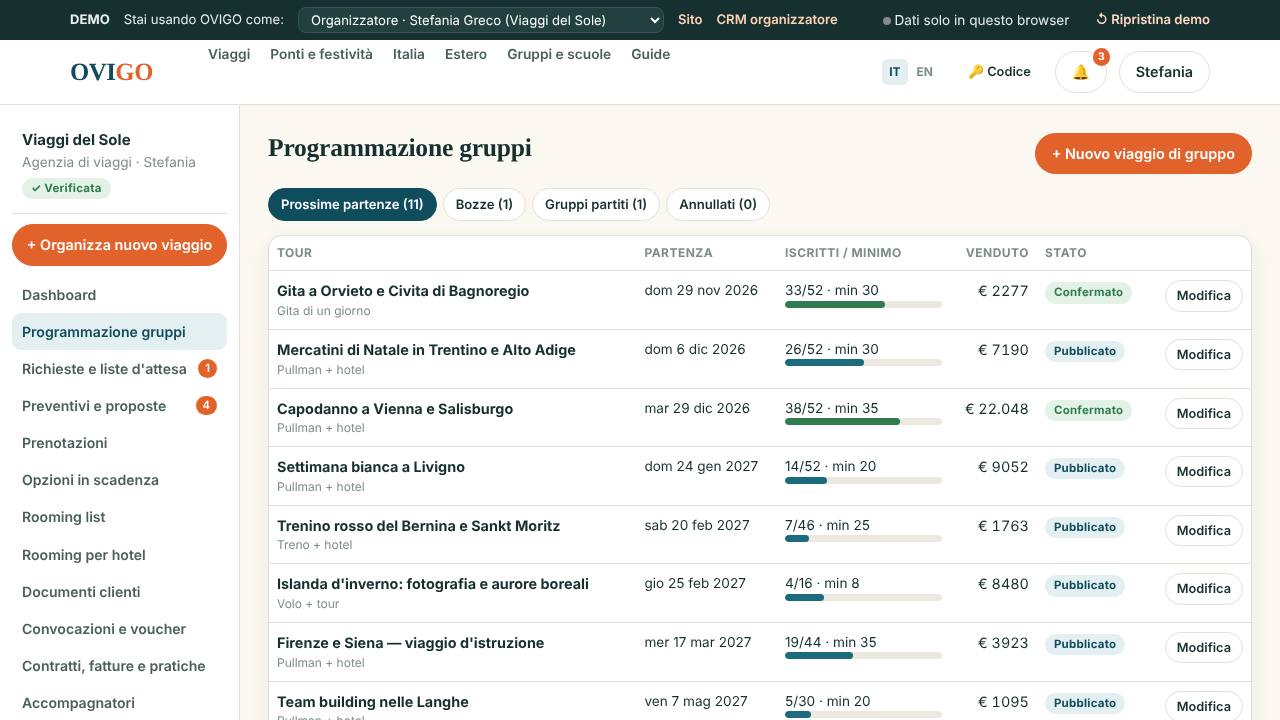 DEMO Stai usando OVIGO come: Organizzatore · Stefania Greco (Viaggi del Sole) Sito CRM organizzatore Dati solo in questo browser Ripristina demo
OVIGO Viaggi Ponti e festività Italia Estero Gruppi e scuole Guide IT EN Codice 3 Stefania
Viaggi del Sole
Agenzia di viaggi · Stefania
✓ Verificata
+ Organizza nuovo viaggio
Dashboard
Programmazione gruppi
Richieste e liste d'attesa 1
Preventivi e proposte 4
Prenotazioni
Opzioni in scadenza
Rooming list
Rooming per hotel
Documenti clienti
Convocazioni e voucher
Contratti, fatture e pratiche
Accompagnatori
Programmazione gruppi
+ Nuovo viaggio di gruppo
Prossime partenze (11) Bozze (1) Gruppi partiti (1) Annullati (0)
TOUR PARTENZA ISCRITTI / MINIMO VENDUTO STATO
Gita a Orvieto e Civita di Bagnoregio dom 29 nov 2026 33/52 · min 30 € 2277 Confermato Modifica
Gita di un giorno
Mercatini di Natale in Trentino e Alto Adige dom 6 dic 2026 26/52 · min 30 € 7190 Pubblicato Modifica
Pullman + hotel
Capodanno a Vienna e Salisburgo mar 29 dic 2026 38/52 · min 35 € 22.048 Confermato Modifica
Pullman + hotel
Settimana bianca a Livigno dom 24 gen 2027 14/52 · min 20 € 9052 Pubblicato Modifica
Pullman + hotel
Trenino rosso del Bernina e Sankt Moritz sab 20 feb 2027 7/46 · min 25 € 1763 Pubblicato Modifica
Treno + hotel
Islanda d'inverno: fotografia e aurore boreali gio 25 feb 2027 4/16 · min 8 € 8480 Pubblicato Modifica
Volo + tour
Firenze e Siena — viaggio d'istruzione mer 17 mar 2027 19/44 · min 35 € 3923 Pubblicato Modifica
Pullman + hotel
Team building nelle Langhe ven 7 mag 2027 5/30 · min 20 € 1095 Pubblicato Modifica
Pullman + hotel